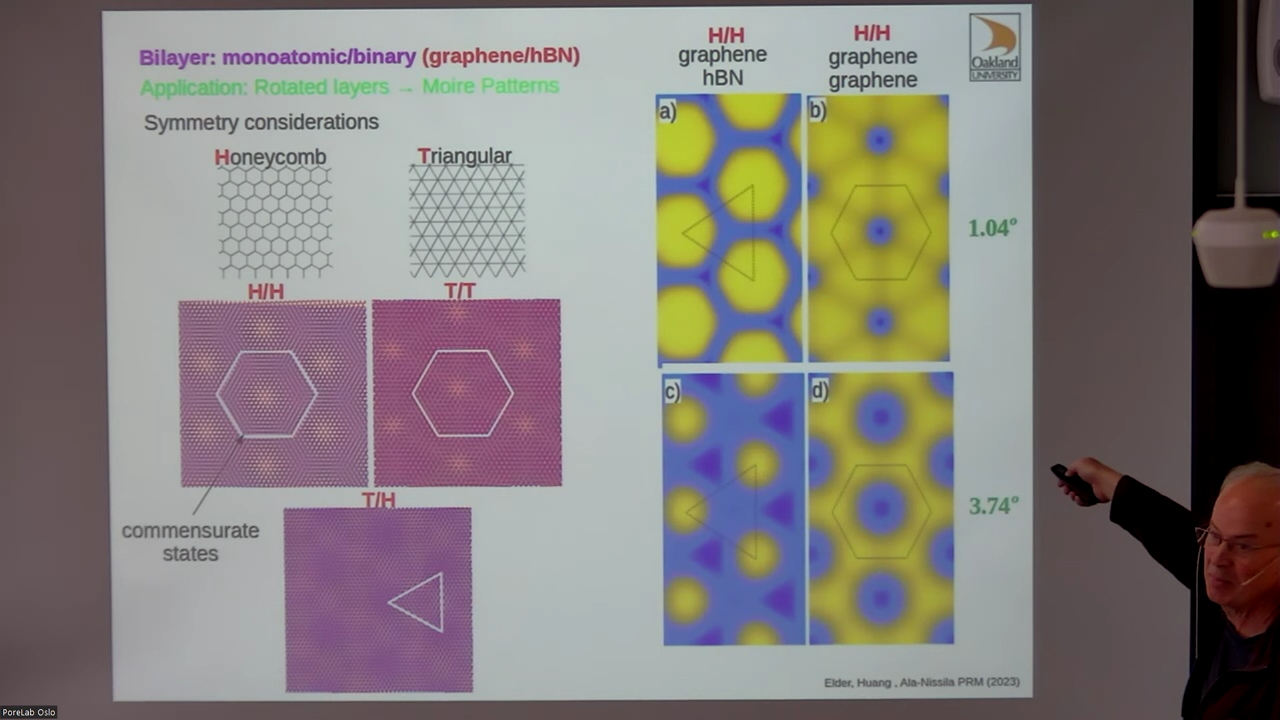 Bilayer: monoatomic/binary (graphene/hBN)
Application: Rotated layers → Moire Patterns
Symmetry considerations
Honeycomb
Triangular
H/H
T/T
T/H
commensurate
states
H/H
graphene
hBN
H/H
graphene
graphene
Oakland
UNIVERSITY
a)
b)
1.04°
c)
d)
3.74°
Elder, Huang , Ala-Nissila PRM (2023)
PoreLab Oslo